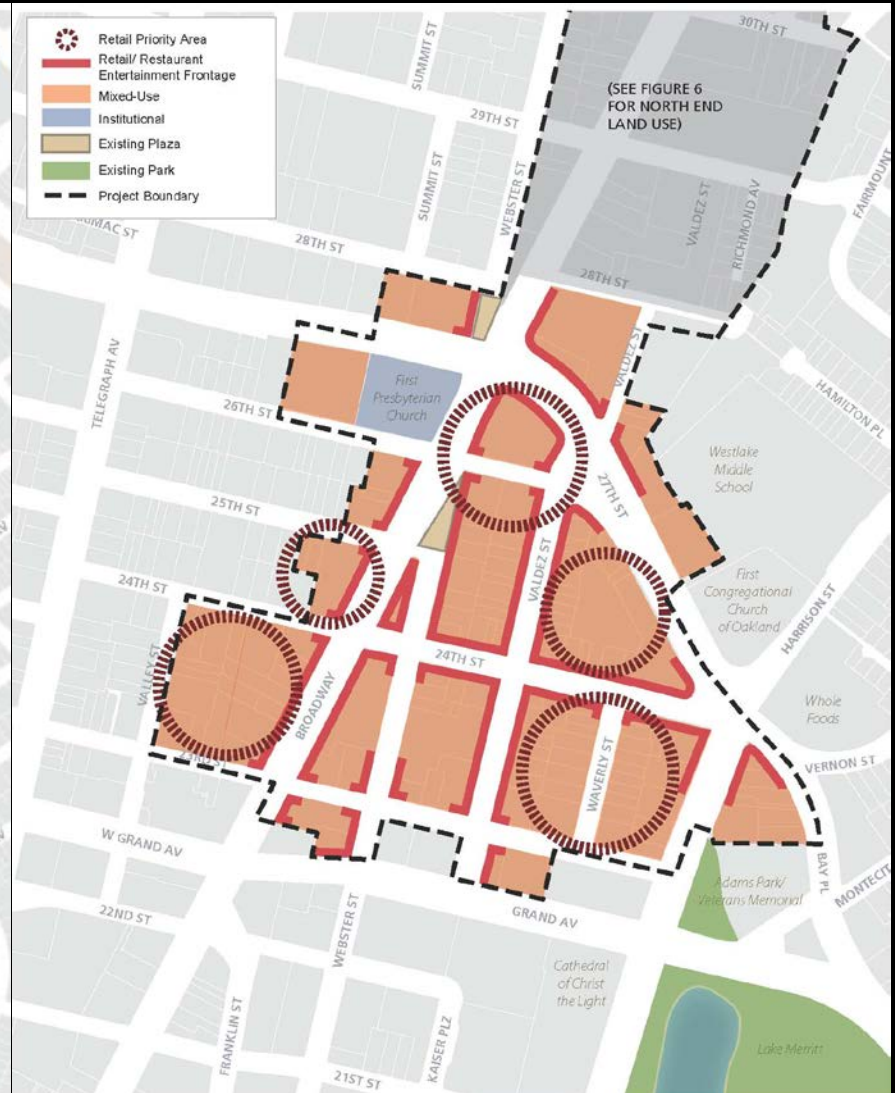 Retail Priority Area
Retail/ Restaurant
Entertainment Frontage
Mixed-Use
Institutional
Existing Plaza
Existing Park
Project Boundary
SUMMIT ST
30TH ST
(SEE FIGURE 6
FOR NORTH END
LAND USE)
29TH ST
SUMMIT ST
WEBSTER ST
VALDEZ ST
RICHMOND AV
FAIRMOUNT
28TH ST
28TH ST
TELEGRAPH AV
VALDEZ ST
HAMILTON PL
First
Presbyterian
Church
26TH ST
Westlake
Middle
School
27TH ST
25TH ST
VALDEZ ST
First
Congregational
Church
of Oakland
HARRISON ST
24TH ST
24TH ST
VALLEY ST
BROADWAY
Whole
Foods
WAVERLY ST
VERNON ST
23RD ST
W GRAND AV
BAY PL
MONTECIT
Adams Park/
Veterans Memorial
22ND ST
WEBSTER ST
GRAND AV
Cathedral
of Christ
the Light
FRANKLIN ST
KAISER PLZ
Lake Merritt
21ST ST